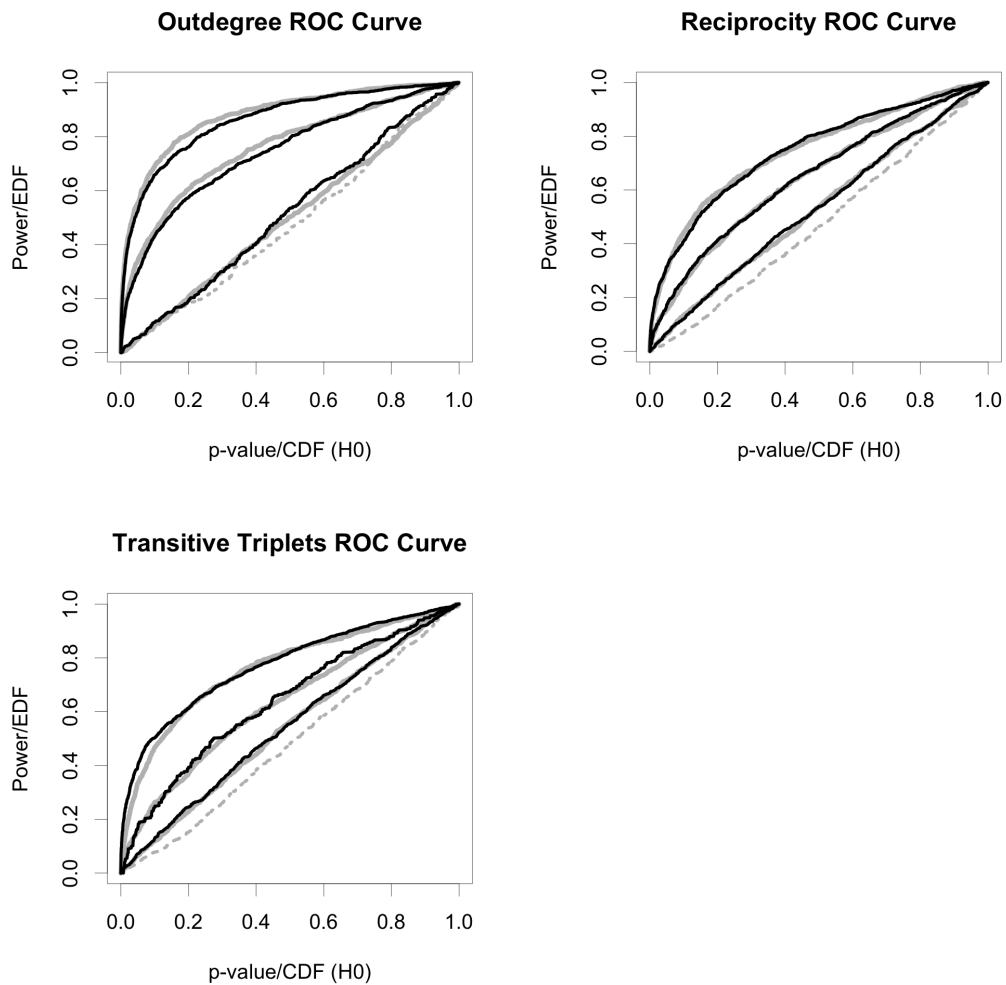 Outdegree ROC Curve
Power/EDF
1.0
0.8
0.6
0.4
0.2
0.0
0.0 0.2 0.4 0.6 0.8 1.0
p-value/CDF (H0)
Reciprocity ROC Curve
Power/EDF
1.0
0.8
0.6
0.4
0.2
0.0
0.0 0.2 0.4 0.6 0.8 1.0
p-value/CDF (H0)
Transitive Triplets ROC Curve
Power/EDF
1.0
0.8
0.6
0.4
0.2
0.0
0.0 0.2 0.4 0.6 0.8 1.0
p-value/CDF (H0)